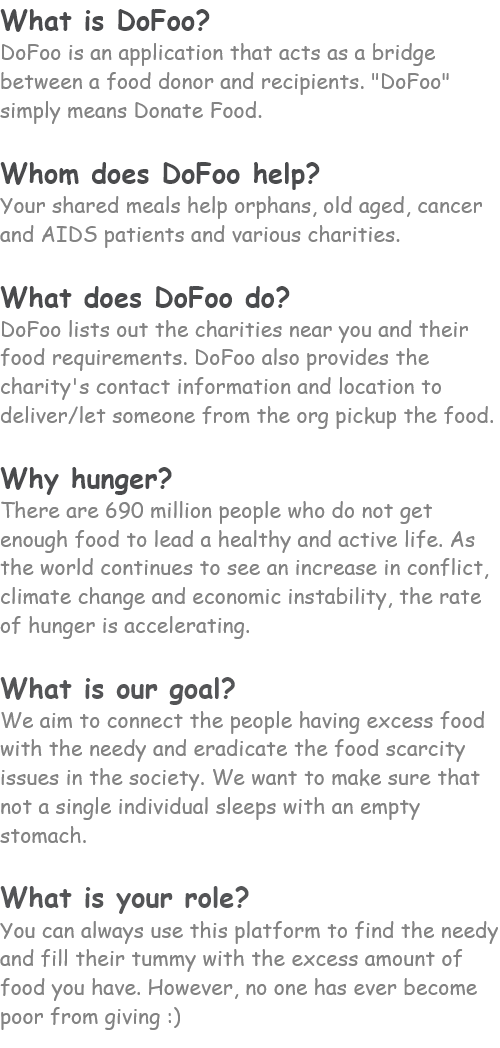 What is DoFoo?
DoFoo is an application that acts as a bridge
between a food donor and recipients. "DoFoo"
simply means Donate Food.
Whom does DoFoo help?
Your shared meals help orphans, old aged, cancer
and AIDS patients and various charities.
What does DoFoo do?
DoFoo lists out the charities near you and their
food requirements. DoFoo also provides the
charity's contact information and location to
deliver/let someone from the org pickup the food.
Why hunger?
There are 690 million people who do not get
enough food to lead a healthy and active life. As
the world continues to see an increase in conflict,
climate change and economic instability, the rate
of hunger is accelerating.
What is our goal?
We aim to connect the people having excess food
with the needy and eradicate the food scarcity
issues in the society. We want to make sure that
not a single individual sleeps with an empty
stomach.
What is your role?
You can always use this platform to find the needy
and fill their tummy with the excess amount of
food you have. However, no one has ever become
poor from giving :)